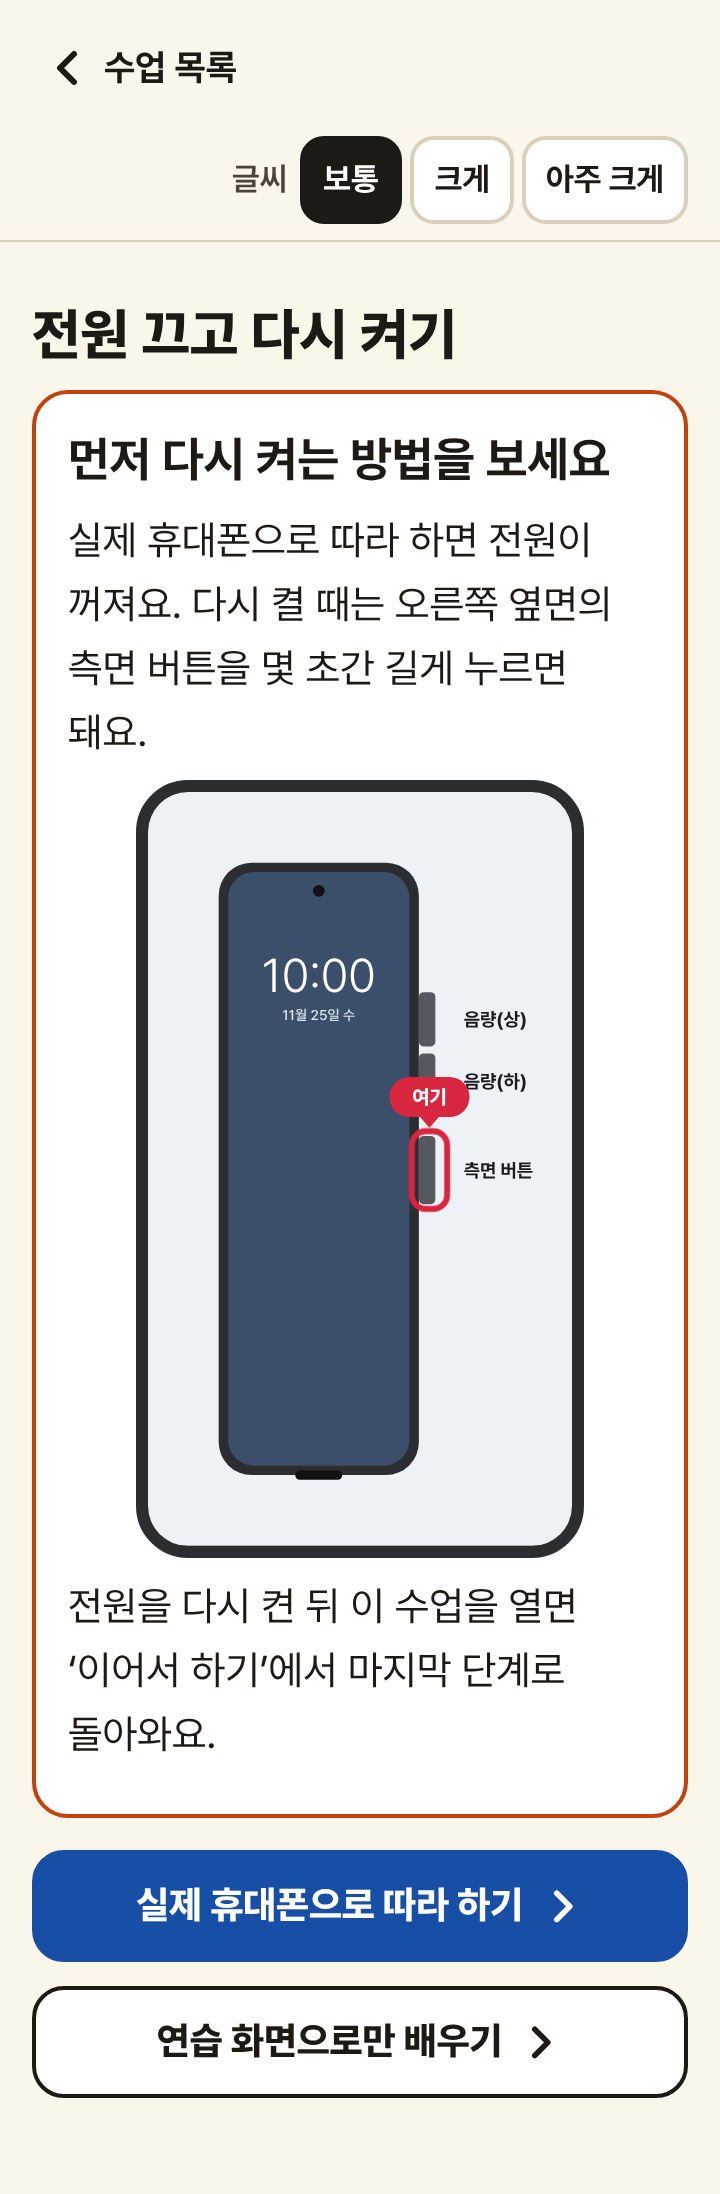 수업 목록
글씨 보통 크게 아주 크게
전원 끄고 다시 켜기
먼저 다시 켜는 방법을 보세요
실제 휴대폰으로 따라 하면 전원이
꺼져요. 다시 켤 때는 오른쪽 옆면의
측면 버튼을 몇 초간 길게 누르면
돼요.
10:00
11월 25일 수
음량(상)
음량(하)
여기
측면 버튼
전원을 다시 켠 뒤 이 수업을 열면
‘이어서 하기’에서 마지막 단계로
돌아와요.
실제 휴대폰으로 따라 하기
연습 화면으로만 배우기